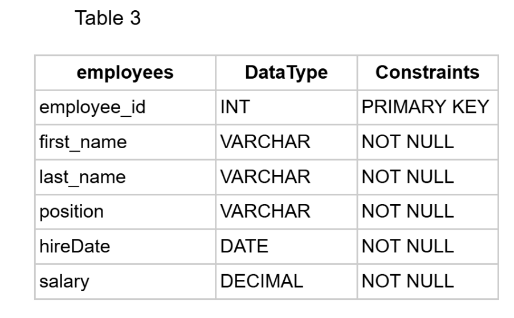 Table 3
employees DataType Constraints
employee_id INT PRIMARY KEY
first_name VARCHAR NOT NULL
last_name VARCHAR NOT NULL
position VARCHAR NOT NULL
hireDate DATE NOT NULL
salary DECIMAL NOT NULL